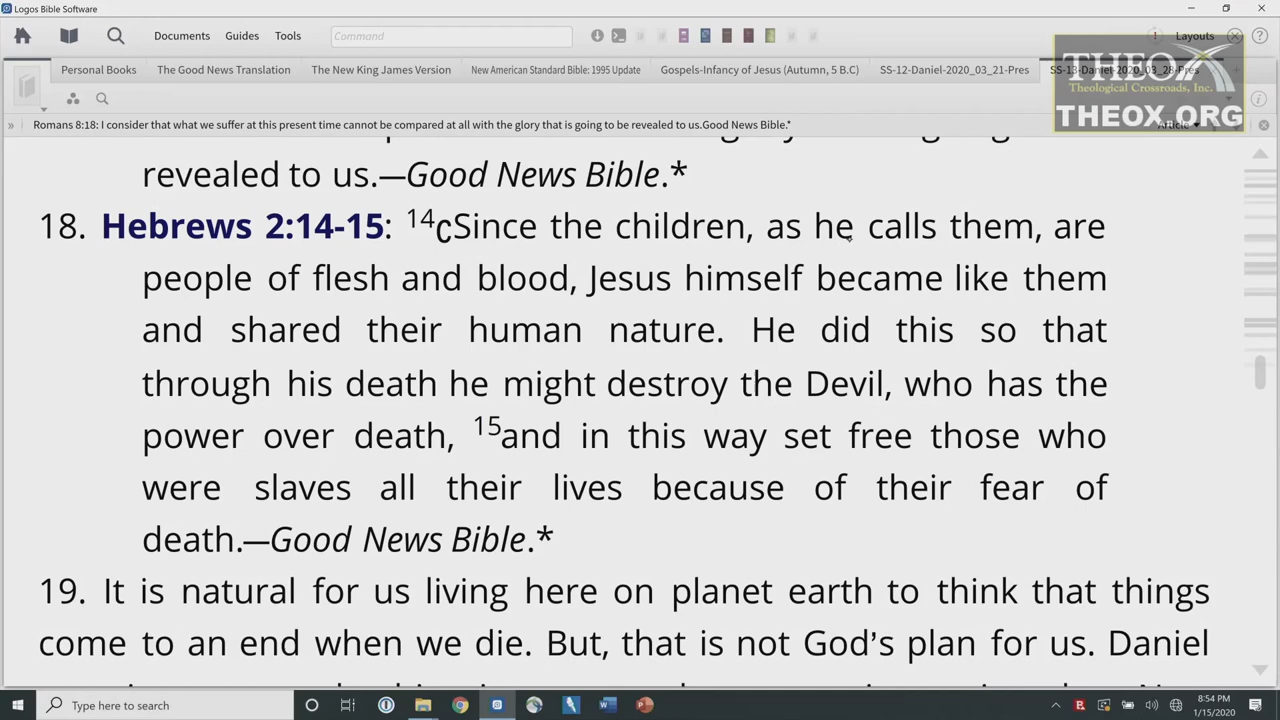 Logos Bible Software
Documents Guides Tools Command Layouts
Personal Books The Good News Translation New American Standard Bible: 1995 Update Gospels-Infancy of Jesus (Autumn, 5 B.C) SS-12-Daniel-2020_03_21-Pres SS-13-Daniel-2020_03_28-Pres
THEOX
Theological Crossroads, Inc.
THEOX.ORG
» Romans 8:18: I consider that what we suffer at this present time cannot be compared at all with the glory that is going to be revealed to us.Good News Bible.* Article
revealed to us.—Good News Bible.*
18. Hebrews 2:14-15: 14ςSince the children, as he calls them, are
people of flesh and blood, Jesus himself became like them
and shared their human nature. He did this so that
through his death he might destroy the Devil, who has the
power over death, 15and in this way set free those who
were slaves all their lives because of their fear of
death.—Good News Bible.*
19. It is natural for us living here on planet earth to think that things
come to an end when we die. But, that is not God's plan for us. Daniel
Type here to search
8:54 PM
1/15/2020